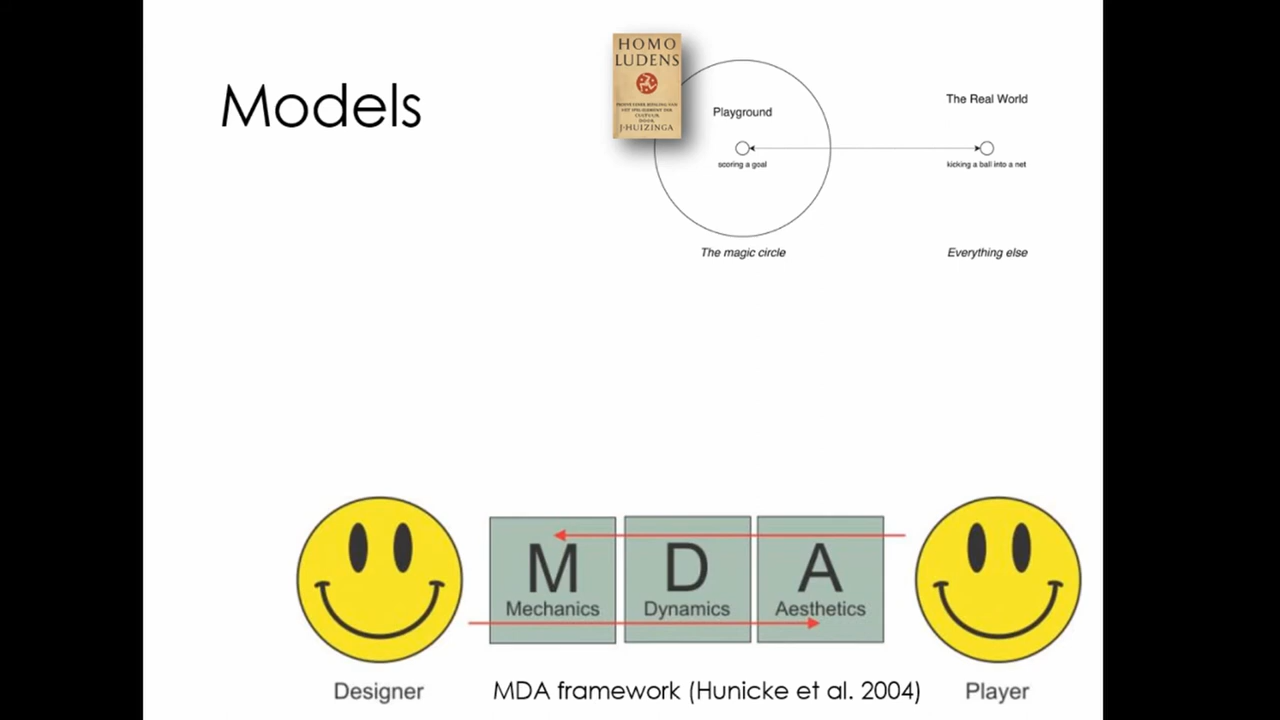 Models
HOMO
LUDENS
J·HUIZINGA
Playground
scoring a goal
The magic circle
The Real World
kicking a ball into a net
Everything else
M
Mechanics
D
Dynamics
A
Aesthetics
Designer
MDA framework (Hunicke et al. 2004)
Player